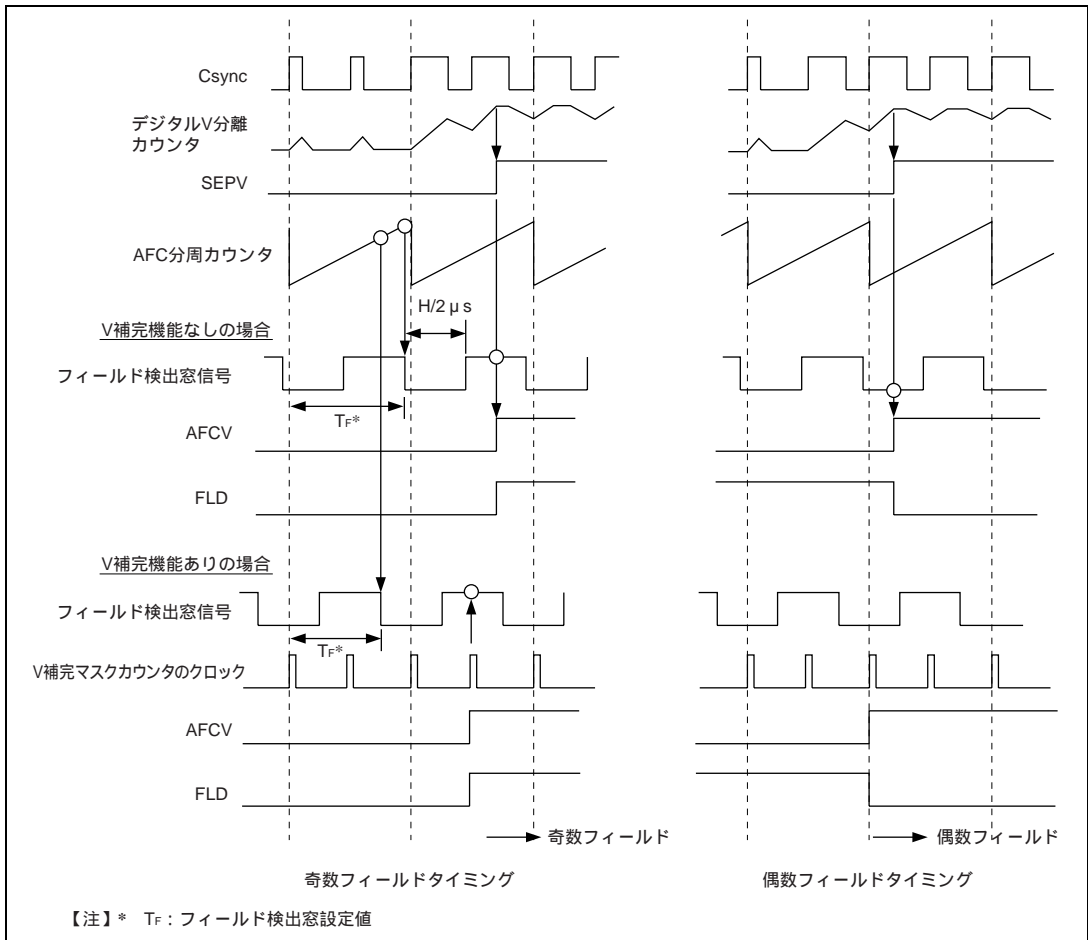 Csync
デジタルV分離
カウンタ
SEPV
AFC分周カウンタ
H/2 μs
V補完機能なしの場合
フィールド検出窓信号
TF*
AFCV
FLD
V補完機能ありの場合
フィールド検出窓信号
TF*
V補完マスクカウンタのクロック
AFCV
FLD
奇数フィールド
偶数フィールド
奇数フィールドタイミング
偶数フィールドタイミング
【注】* TF：フィールド検出窓設定値